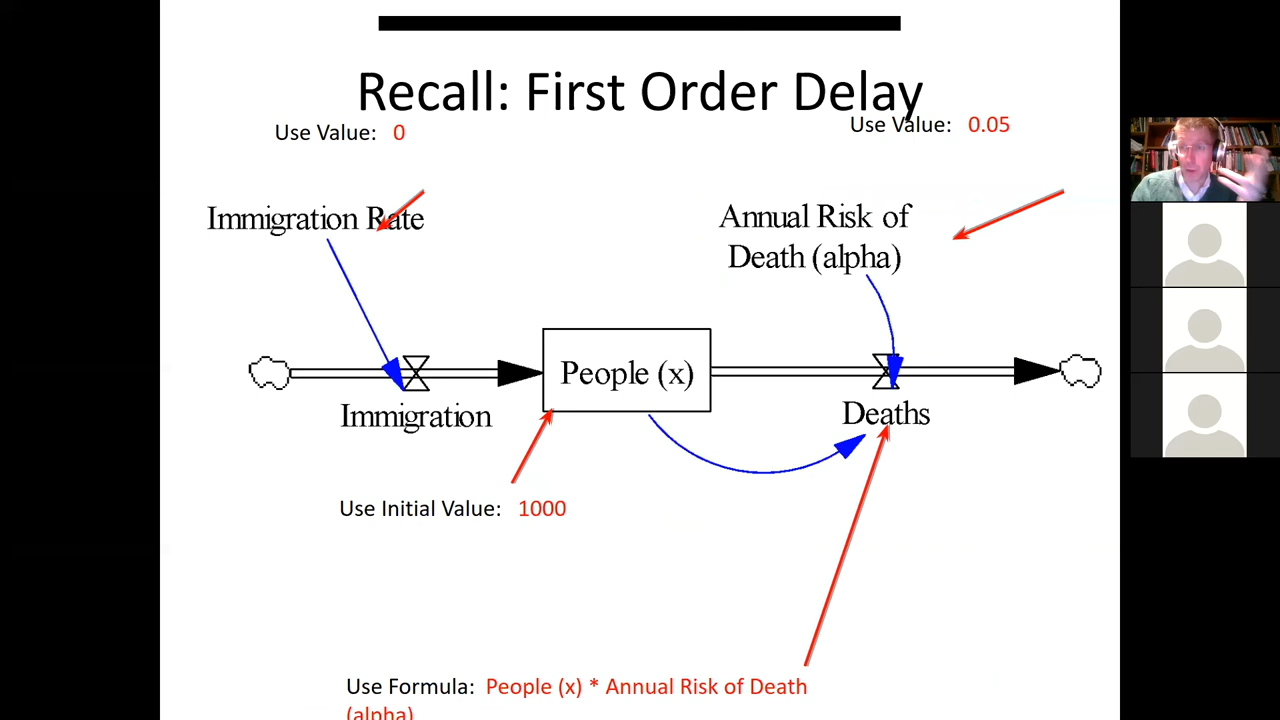 Recall: First Order Delay
Use Value: 0
Use Value: 0.05
Immigration Rate
Annual Risk of
Death (alpha)
People (x)
Immigration
Deaths
Use Initial Value: 1000
Use Formula: People (x) * Annual Risk of Death
(alpha)